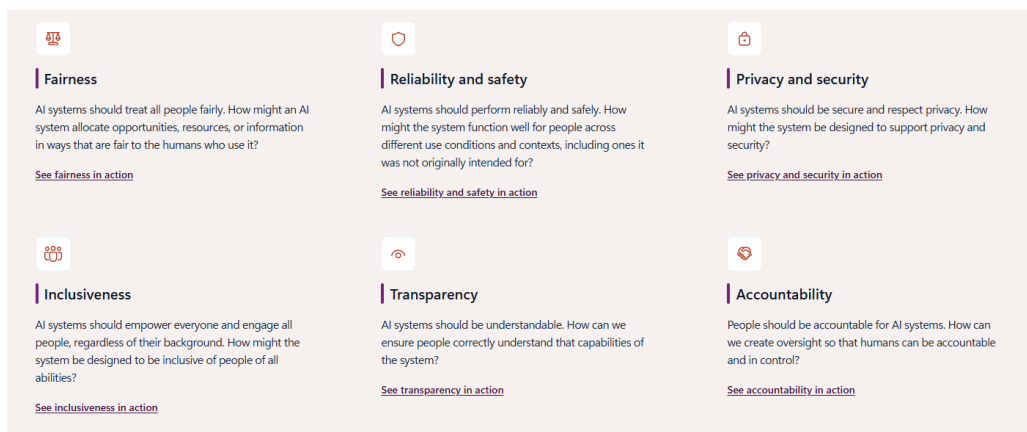 Fairness
AI systems should treat all people fairly. How might an AI
system allocate opportunities, resources, or information
in ways that are fair to the humans who use it?
See fairness in action
Reliability and safety
AI systems should perform reliably and safely. How
might the system function well for people across
different use conditions and contexts, including ones it
was not originally intended for?
See reliability and safety in action
Privacy and security
AI systems should be secure and respect privacy. How
might the system be designed to support privacy and
security?
See privacy and security in action
Inclusiveness
AI systems should empower everyone and engage all
people, regardless of their background. How might the
system be designed to be inclusive of people of all
abilities?
See inclusiveness in action
Transparency
AI systems should be understandable. How can we
ensure people correctly understand that capabilities of
the system?
See transparency in action
Accountability
People should be accountable for AI systems. How can
we create oversight so that humans can be accountable
and in control?
See accountability in action